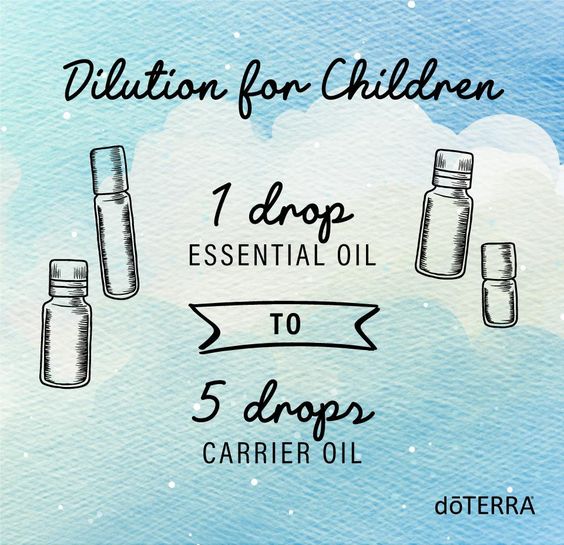 Dilution for Children
1 drop
ESSENTIAL OIL
TO
5 drops
CARRIER OIL
dōTERRA